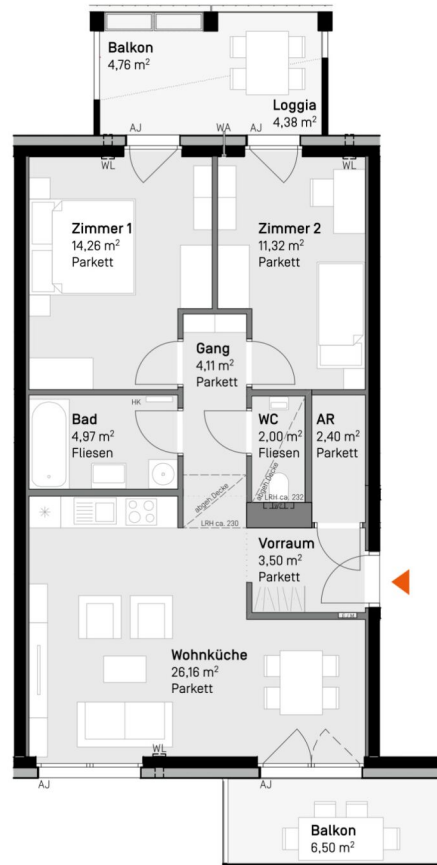 Balkon
4,76 m²
Loggia
4,38 m²
AJ
WA
AJ
WL
WL
Zimmer 1
14,26 m²
Parkett
Zimmer 2
11,32 m²
Parkett
Gang
4,11 m²
Parkett
HK
Bad
4,97 m²
Fliesen
WC
2,00 m²
Fliesen
AR
2,40 m²
Parkett
abgeh. Decke
abgeh. Decke
LRH ca. 232
LRH ca. 230
Vorraum
3,50 m²
Parkett
Wohnküche
26,16 m²
Parkett
WL
AJ
AJ
Balkon
6,50 m²